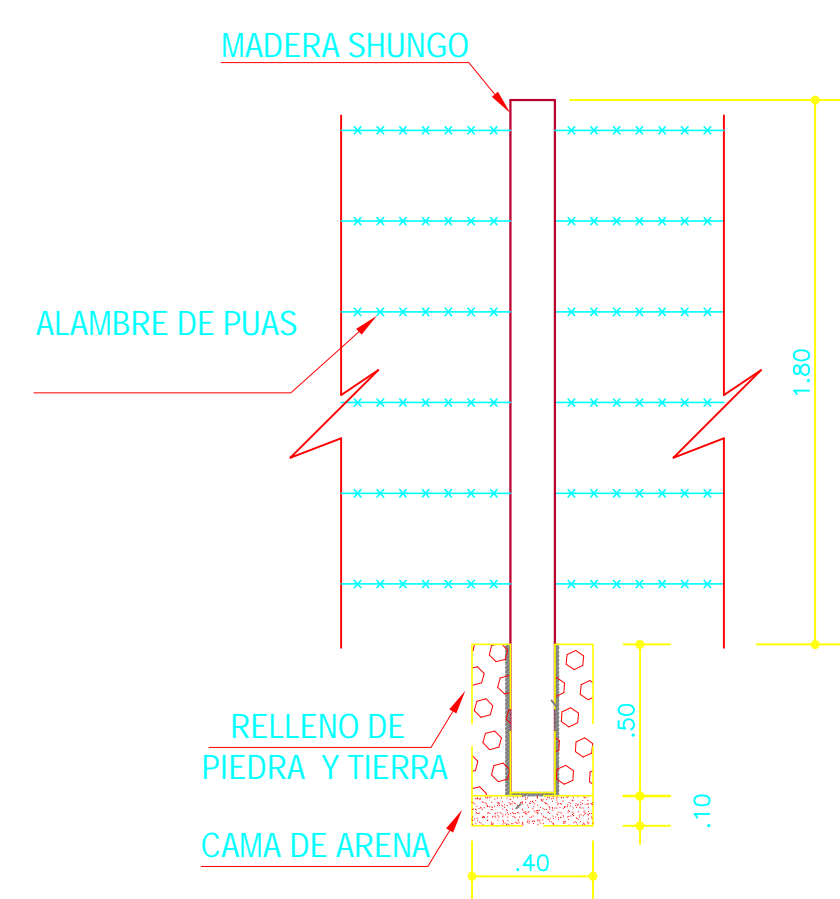 MADERA SHUNGO
ALAMBRE DE PUAS
1.80
RELLENO DE
PIEDRA Y TIERRA
.50
.10
CAMA DE ARENA
.40